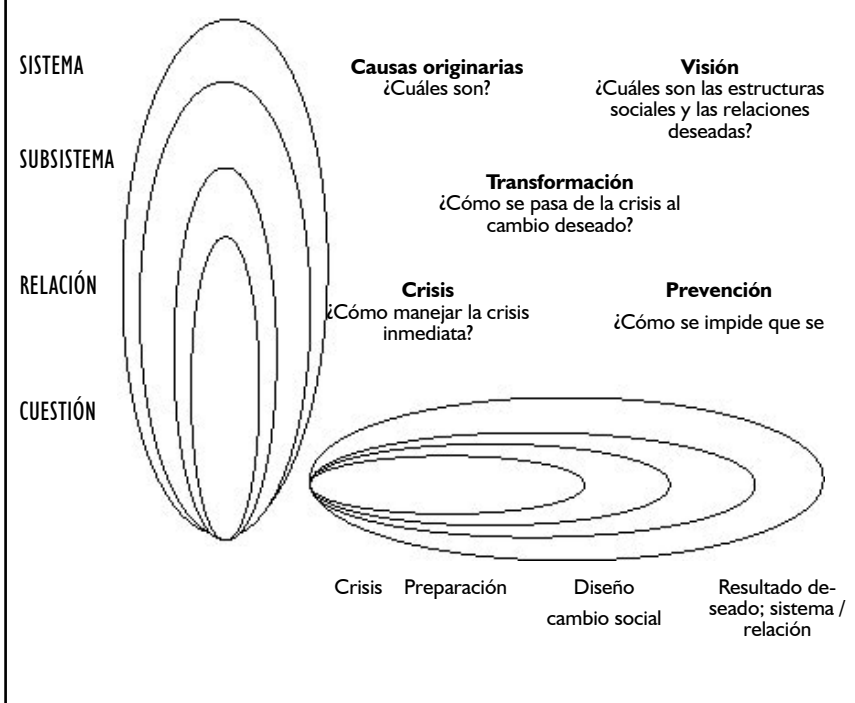 SISTEMA
Causas originarias
¿Cuáles son?
Visión
¿Cuáles son las estructuras
sociales y las relaciones
deseadas?
SUBSISTEMA
Transformación
¿Cómo se pasa de la crisis al
cambio deseado?
RELACIÓN
Crisis
¿Cómo manejar la crisis
inmediata?
Prevención
¿Cómo se impide que se
CUESTIÓN
Crisis
Preparación
Diseño
cambio social
Resultado de-
seado; sistema /
relación